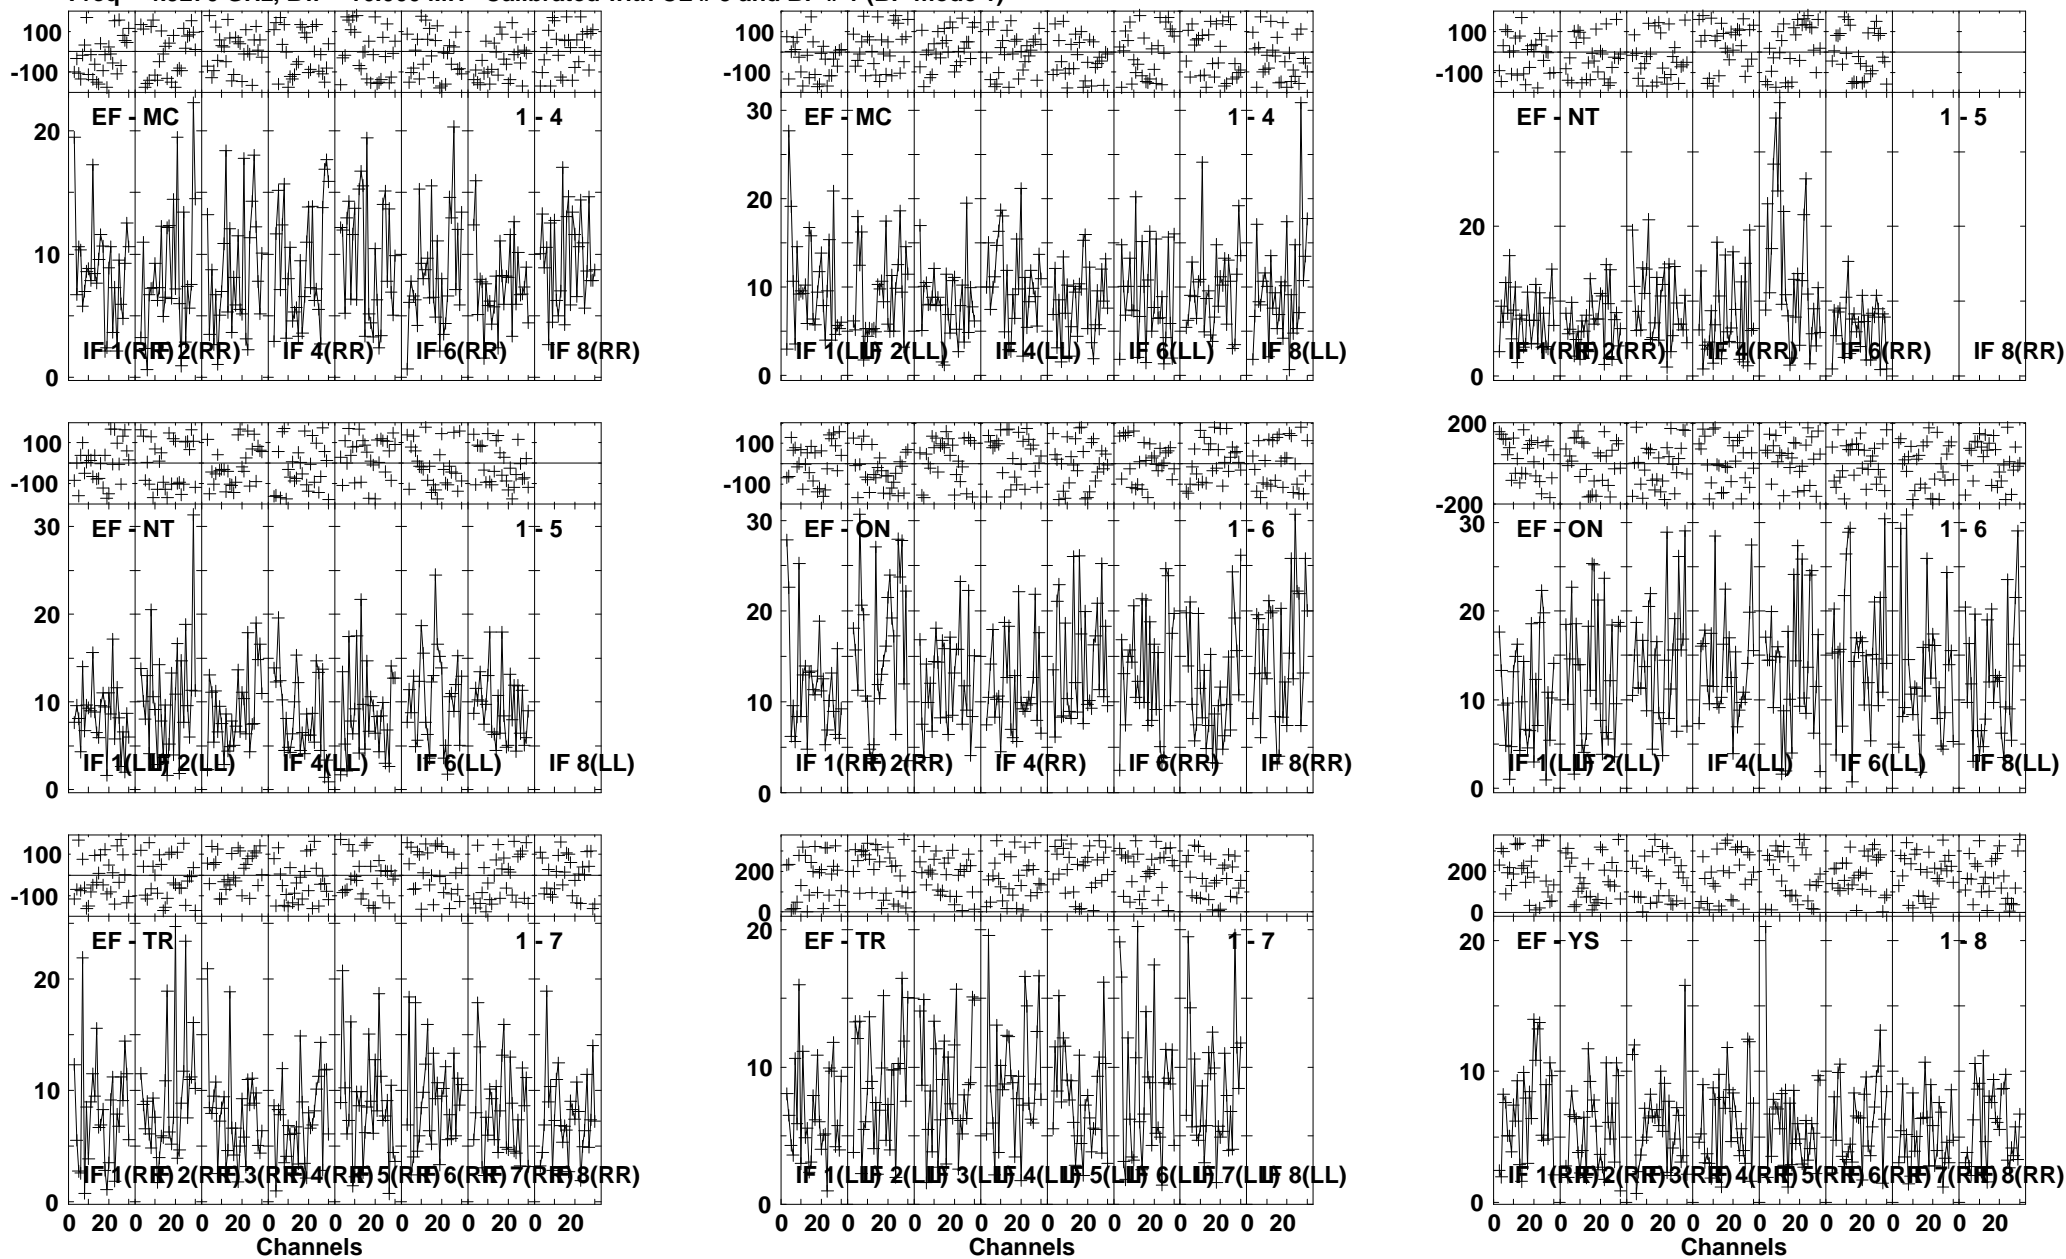 Calibrated with CL # and BP # 1 (BP mode 1)
100
-100
EF - MC 1 - 4
20
10
IF 1(RR) IF 2(RR) IF 4(RR) IF 6(RR) IF 8(RR)
0
100
-100
30
EF - MC 1 - 4
20
10
IF 1(LL) IF 2(LL) IF 4(LL) IF 6(LL) IF 8(LL)
0
100
-100
EF - NT 1 - 5
20
IF 1(RR) IF 2(RR) IF 4(RR) IF 6(RR) IF 8(RR)
0
100
-100
30
EF - NT 1 - 5
20
10
IF 1(LL) IF 2(LL) IF 4(LL) IF 6(LL) IF 8(LL)
0
100
-100
30
EF - ON 1 - 6
20
10
IF 1(RR) IF 2(RR) IF 4(RR) IF 6(RR) IF 8(RR)
0
200
-200
30
EF - ON 1 - 6
20
10
IF 1(LL) IF 2(LL) IF 4(LL) IF 6(LL) IF 8(LL)
0
100
-100
EF - TR 1 - 7
20
10
IF 1(RR) IF 2(RR) IF 3(RR) IF 4(RR) IF 5(RR) IF 6(RR) IF 7(RR) IF 8(RR)
0
0 20 0 20 0 20 0 20 0 20 0 20 0 20 0 20
Channels
200
0
20
EF - TR 1 - 7
10
IF 1(LL) IF 2(LL) IF 3(LL) IF 4(LL) IF 5(LL) IF 6(LL) IF 7(LL) IF 8(LL)
0
0 20 0 20 0 20 0 20 0 20 0 20 0 20 0 20
Channels
200
0
EF - YS 1 - 8
20
10
IF 1(RR) IF 2(RR) IF 3(RR) IF 4(RR) IF 5(RR) IF 6(RR) IF 7(RR) IF 8(RR)
0
0 20 0 20 0 20 0 20 0 20 0 20 0 20 0 20
Channels